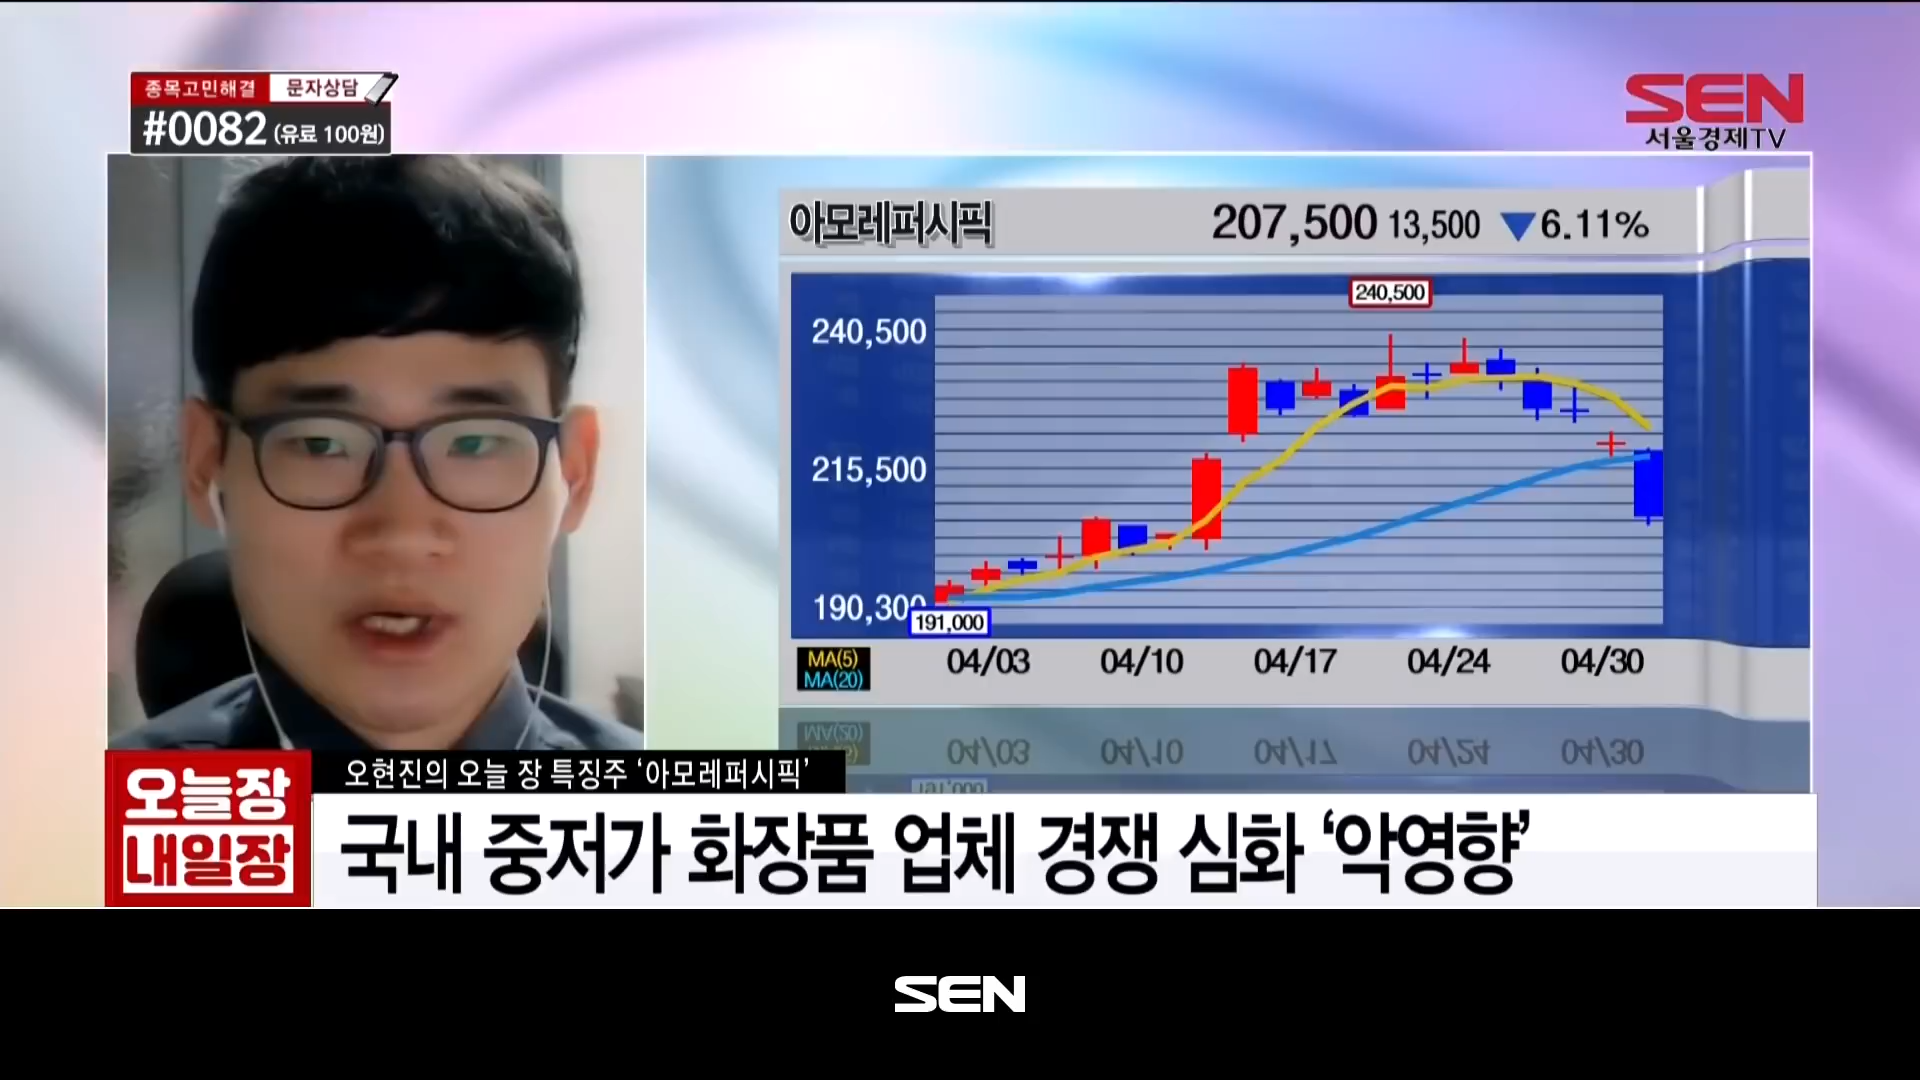 종목고민해결 문자상담
#0082 (유료 100원)
SEN
서울경제TV
아모레퍼시픽 207,500 13,500 ▼6.11%
240,500
240,500
215,500
190,300
191,000
MA(5)
MA(20)
04/03 04/10 04/17 04/24 04/30
오늘장
내일장
오현진의 오늘 장 특징주 ‘아모레퍼시픽’
국내 중저가 화장품 업체 경쟁 심화 ‘악영향’
SEN